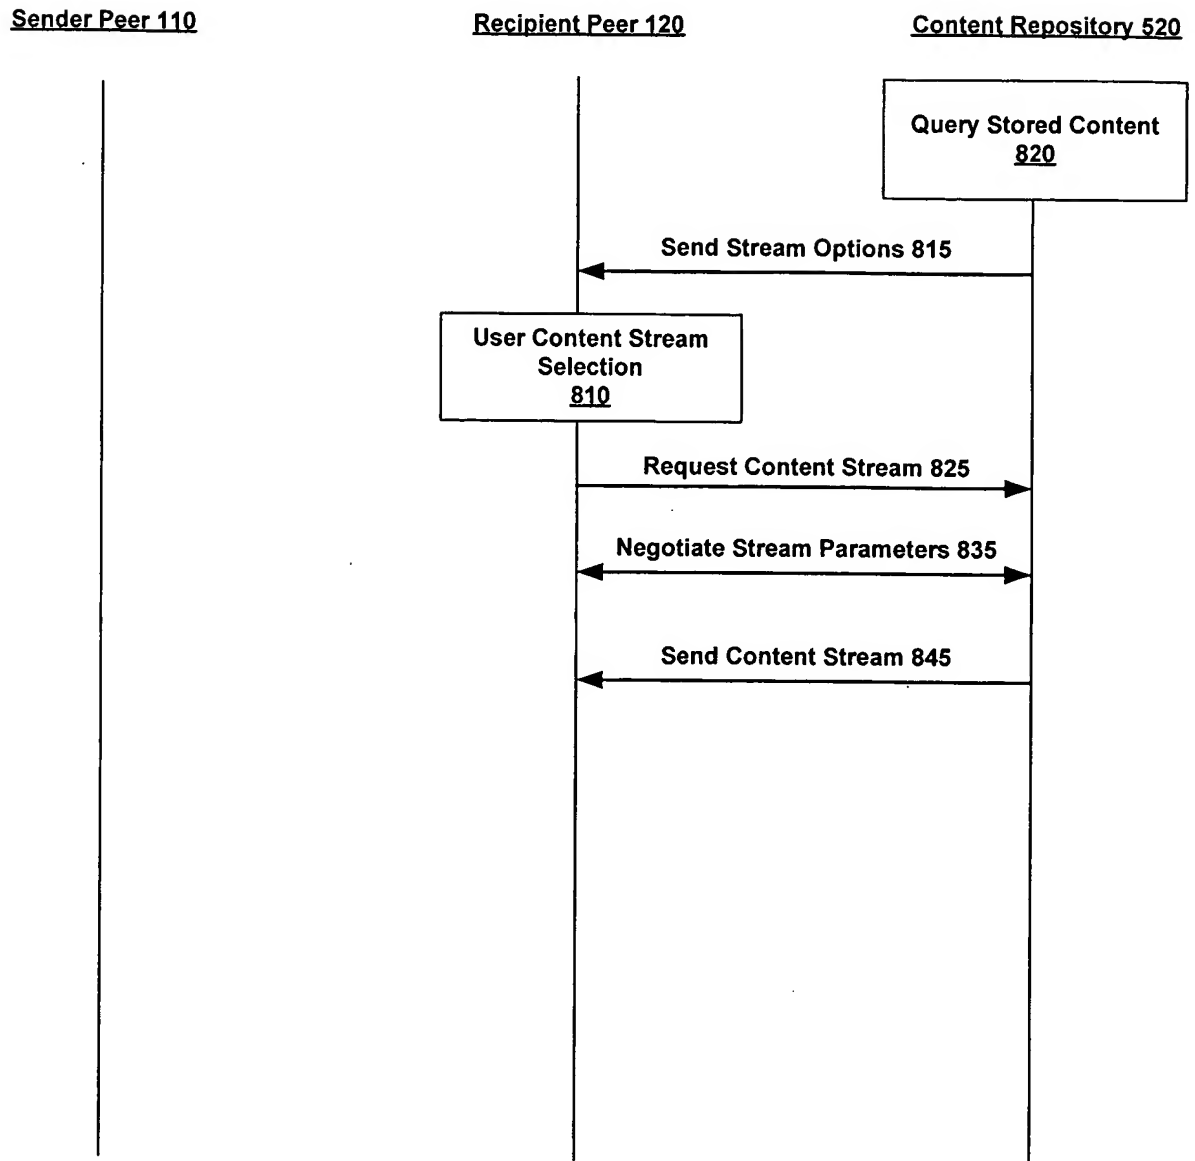 Sender Peer 110
Recipient Peer 120
Content Repository 520
Query Stored Content
820
Send Stream Options 815
User Content Stream
Selection
810
Request Content Stream 825
Negotiate Stream Parameters 835
Send Content Stream 845